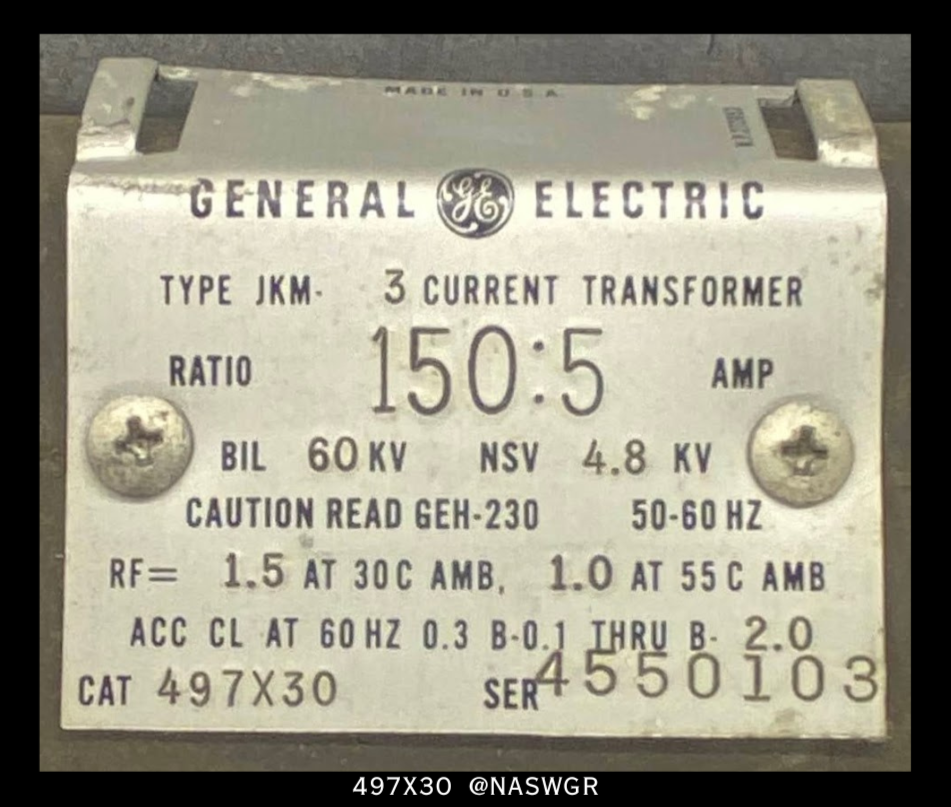 MADE IN U S A
GENERAL GE ELECTRIC
TYPE JKM- 3 CURRENT TRANSFORMER
RATIO 150:5 AMP
BIL 60 KV NSV 4.8 KV
CAUTION READ GEH-230 50-60 HZ
RF= 1.5 AT 30 C AMB, 1.0 AT 55 C AMB
ACC CL AT 60 HZ 0.3 B-0.1 THRU B- 2.0
CAT 497X30 SER 4550103
497X30 @NASWGR